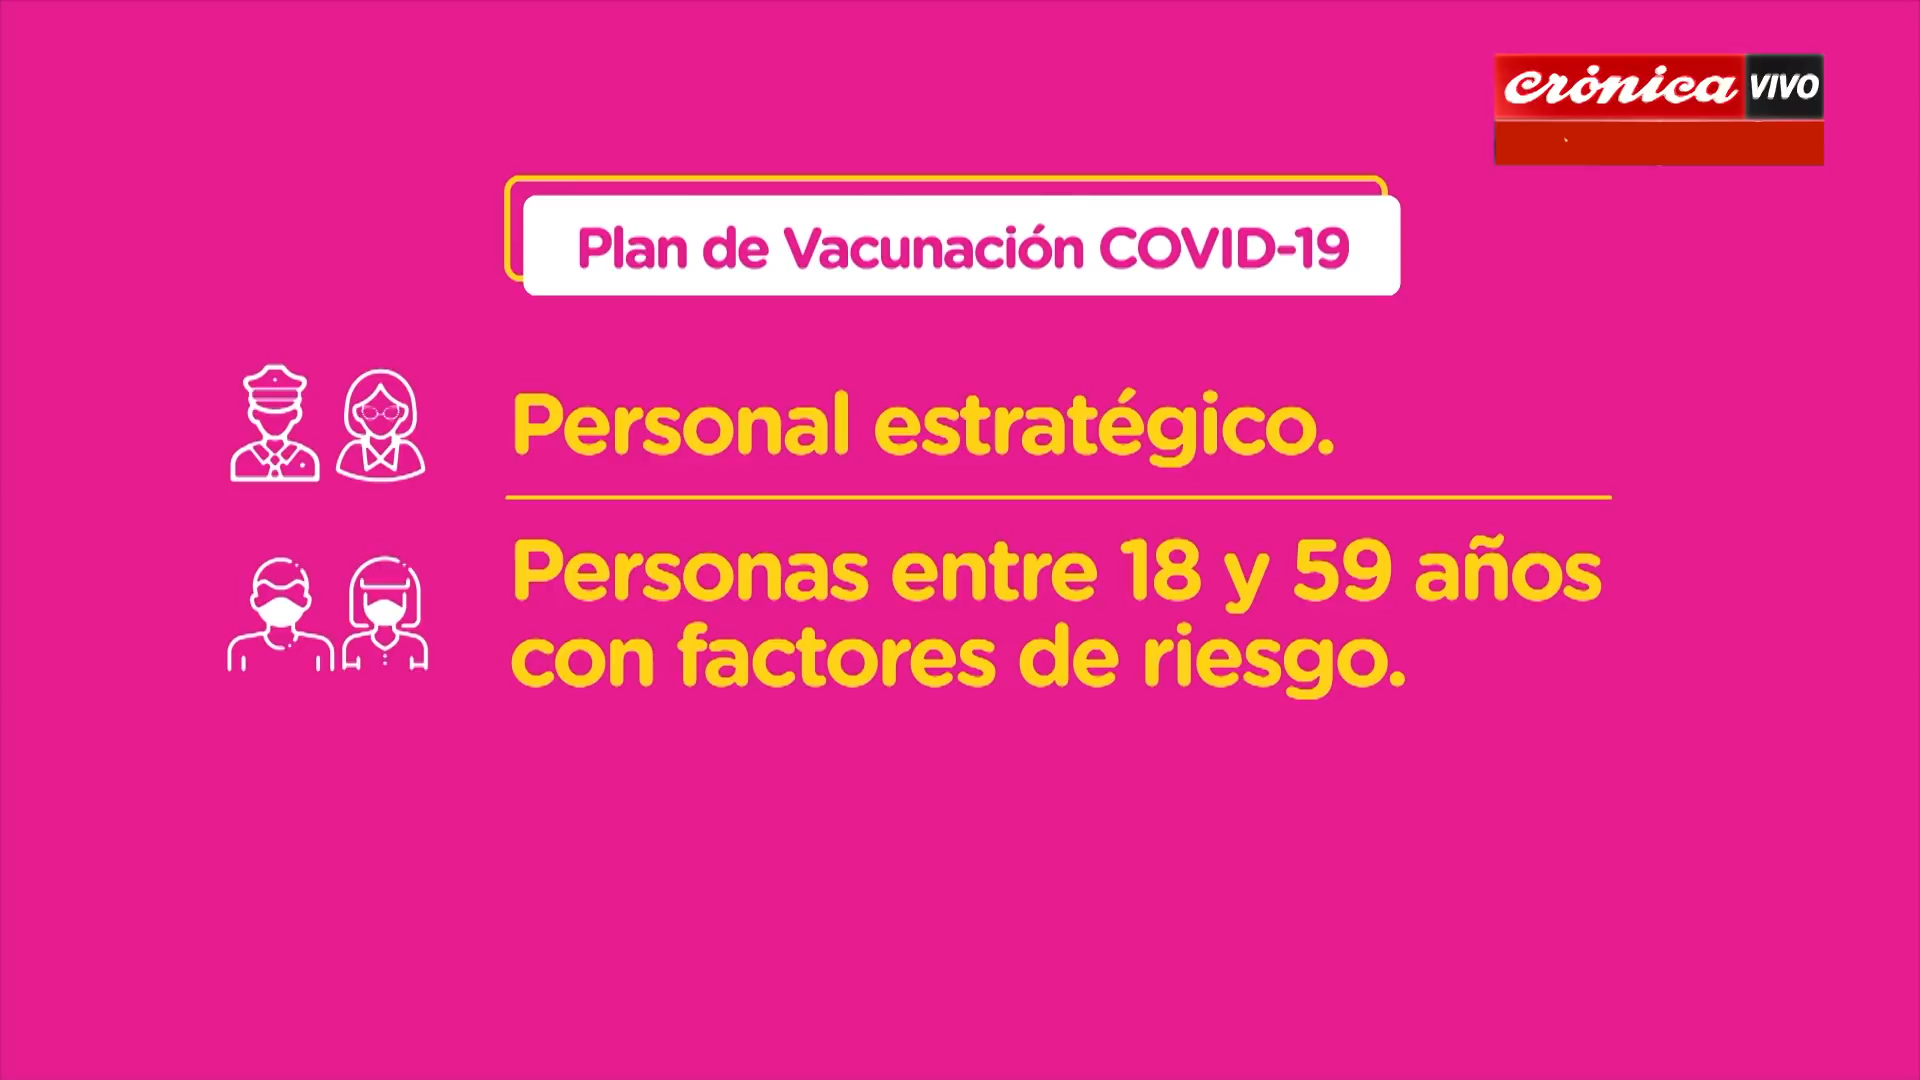 crónica VIVO
Plan de Vacunación COVID-19
Personal estratégico.
Personas entre 18 y 59 años
con factores de riesgo.